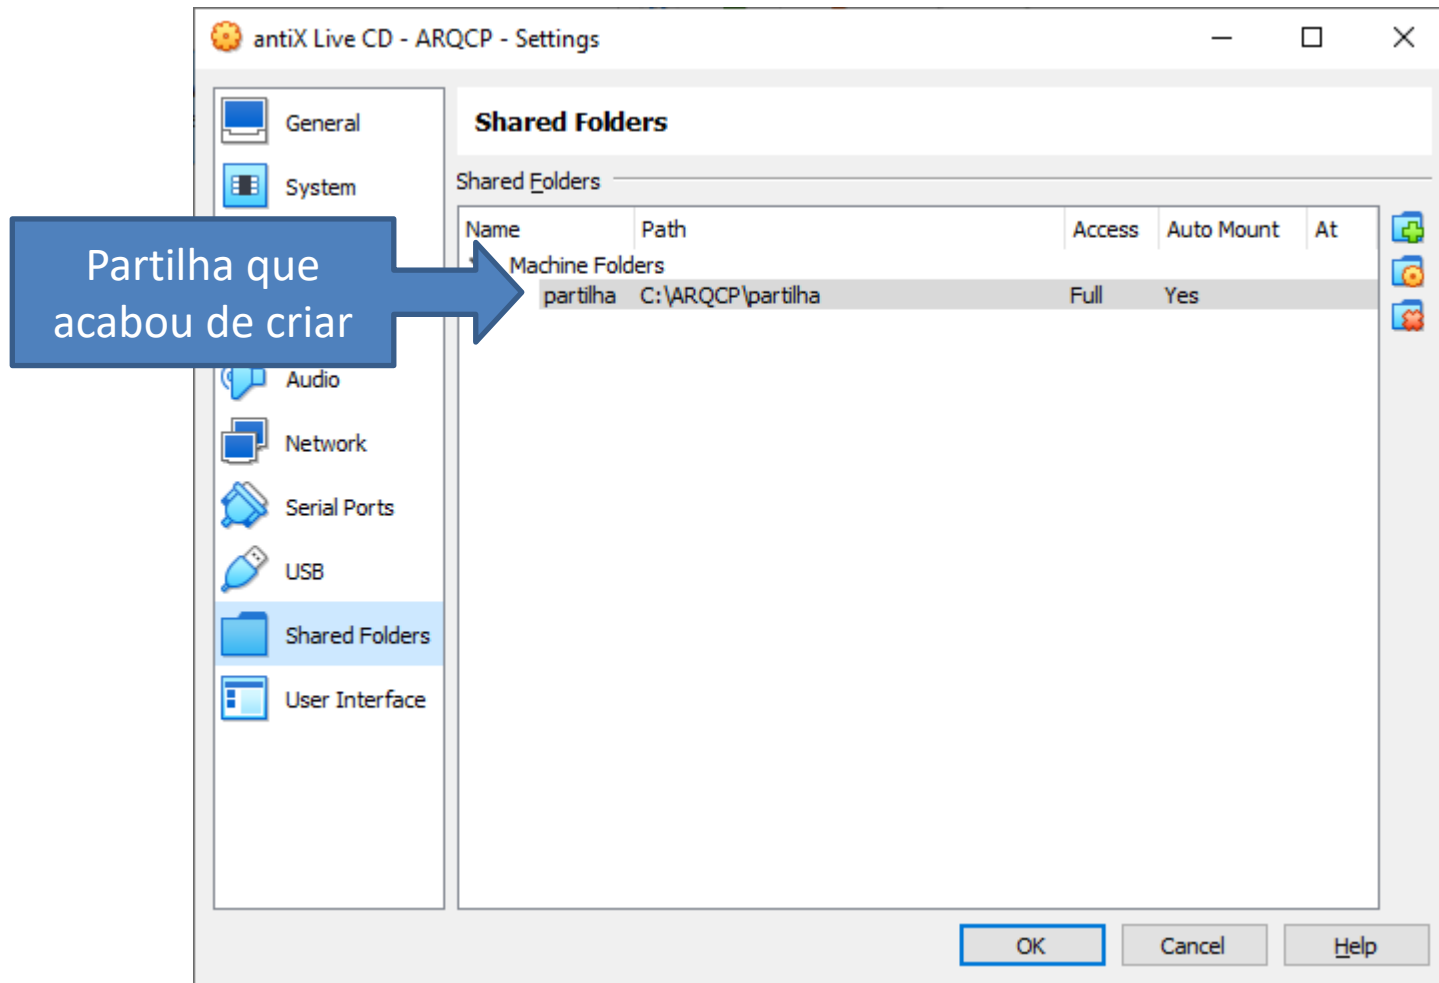 antiX Live CD - ARQCP - Settings
General
System
Audio
Network
Serial Ports
USB
Shared Folders
User Interface
Partilha que
acabou de criar
Shared Folders
Shared Folders
Name Path Access Auto Mount At
Machine Folders
partilha C:\ARQCP\partilha Full Yes
OK Cancel Help